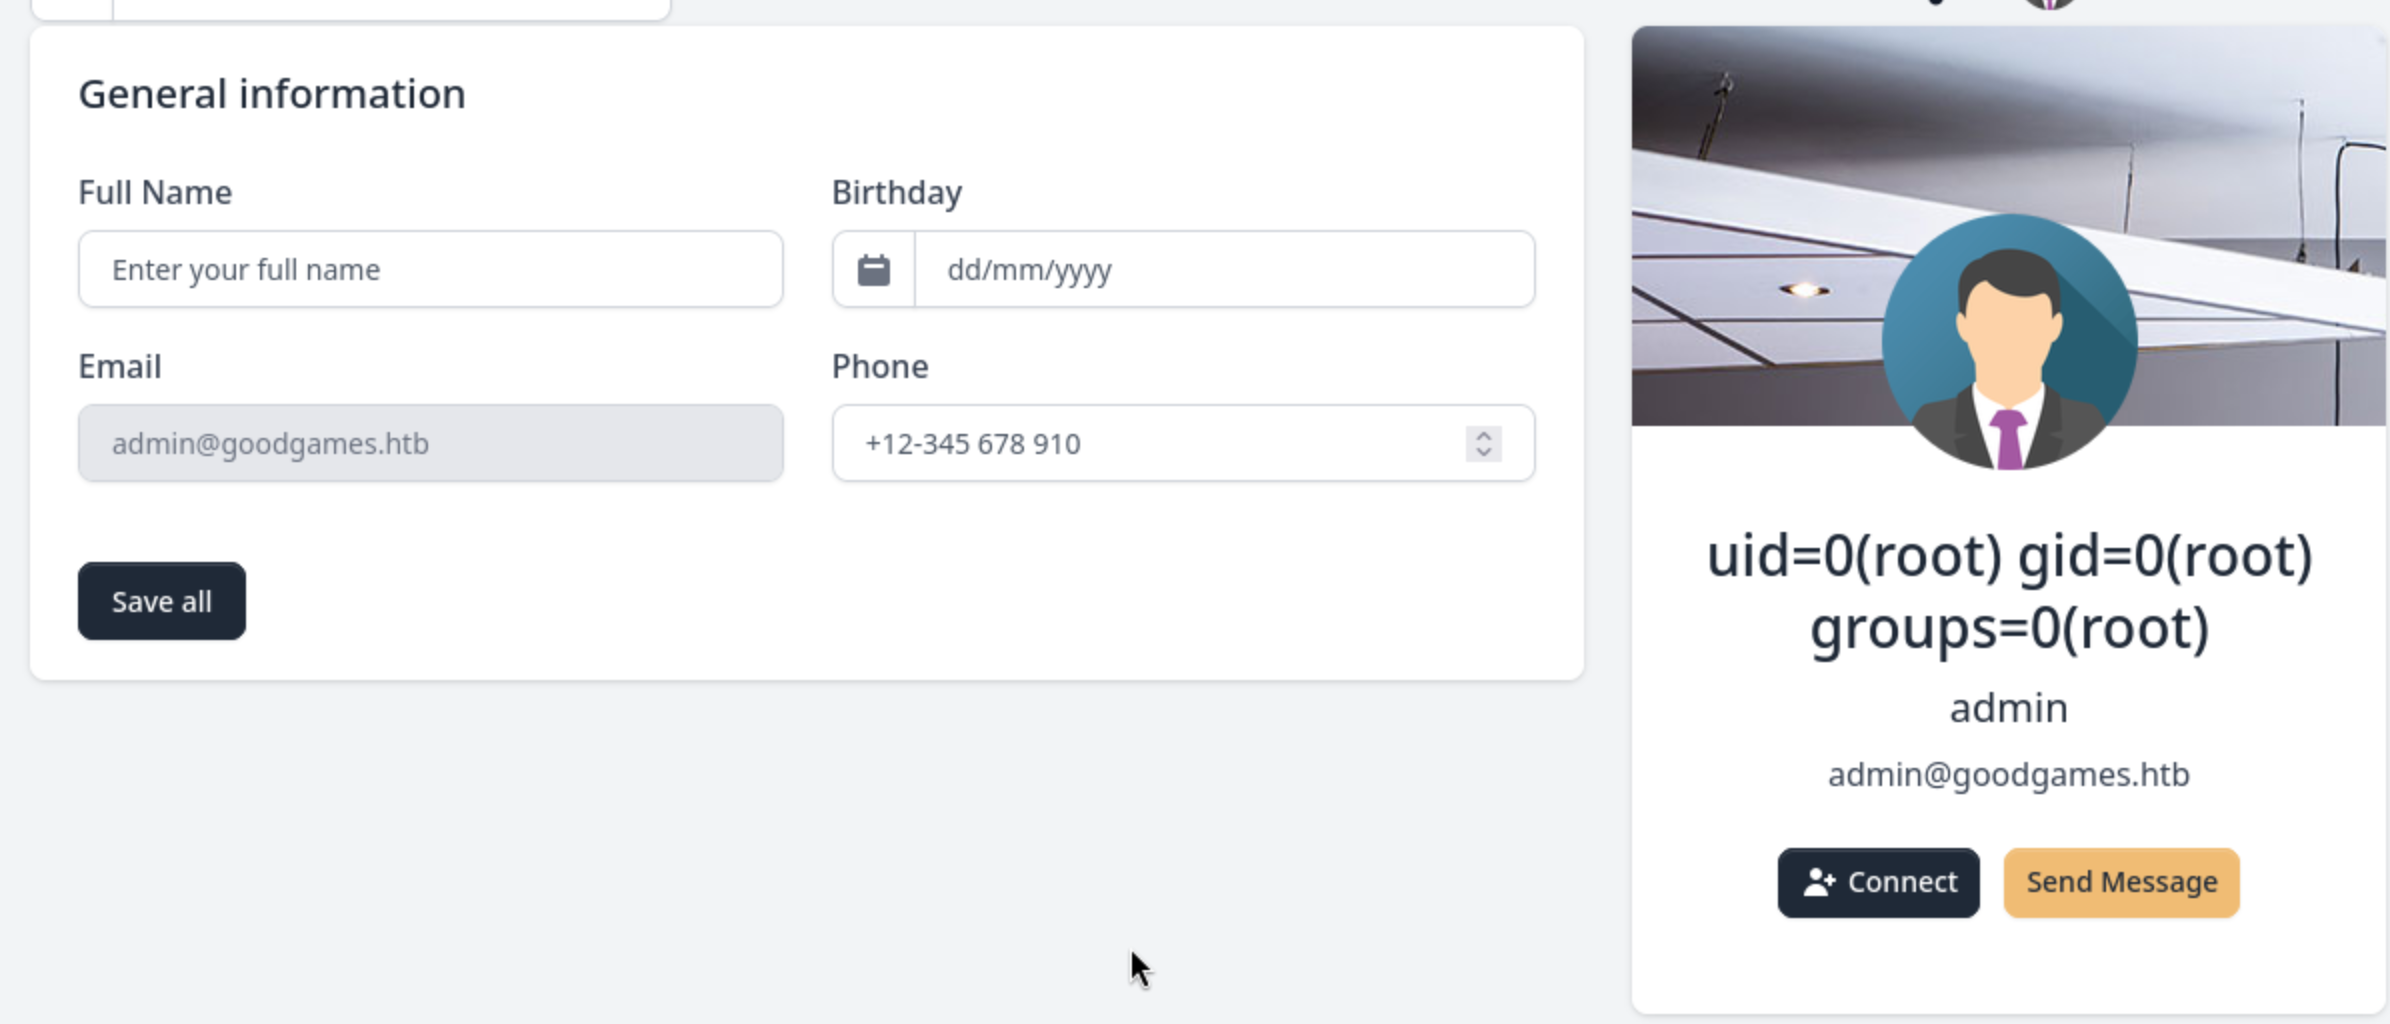 General information
Full Name
Birthday
Enter your full name
dd/mm/yyyy
Email
Phone
admin@goodgames.htb
+12-345 678 910
Save all
uid=0(root) gid=0(root)
groups=0(root)
admin
admin@goodgames.htb
Connect
Send Message